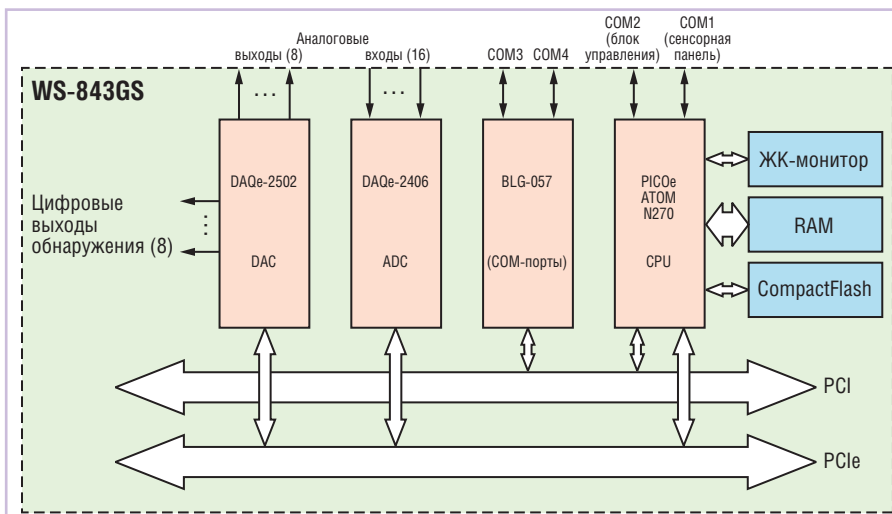 Аналоговые
выходы (8)
входы (16)
COM3
COM4
COM2
(блок
управления)
COM1
(сенсорная
панель)
WS-843GS
...
...
DAQe-2502
DAC
DAQe-2406
ADC
BLG-057
(COM-порты)
PICOe
ATOM
N270
CPU
ЖК-монитор
RAM
CompactFlash
Цифровые
выходы
обнаружения (8)
...
PCI
PCIe